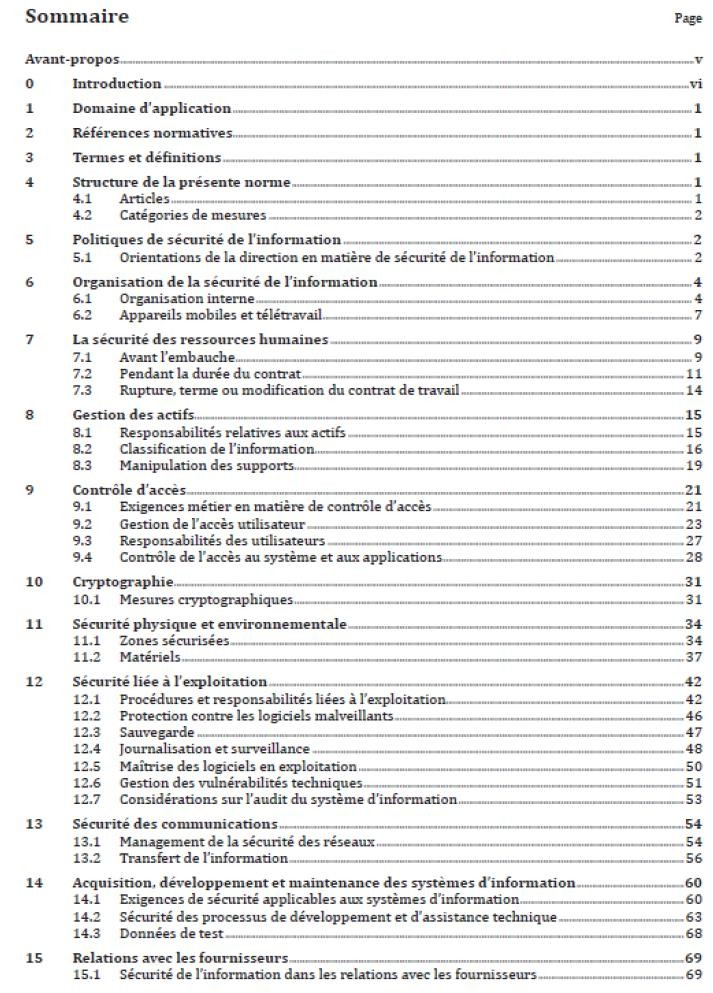 Sommaire Page
Avant-propos v
0 Introduction vi
1 Domaine d'application 1
2 Références normatives 1
3 Termes et définitions 1
4 Structure de la présente norme 1
4.1 Articles 1
4.2 Catégories de mesures 2
5 Politiques de sécurité de l'information 2
5.1 Orientations de la direction en matière de sécurité de l'information 2
6 Organisation de la sécurité de l'information 4
6.1 Organisation interne 4
6.2 Appareils mobiles et télétravail 7
7 La sécurité des ressources humaines 9
7.1 Avant l'embauche 9
7.2 Pendant la durée du contrat 11
7.3 Rupture, terme ou modification du contrat de travail 14
8 Gestion des actifs 15
8.1 Responsabilités relatives aux actifs 15
8.2 Classification de l'information 16
8.3 Manipulation des supports 19
9 Contrôle d'accès 21
9.1 Exigences métier en matière de contrôle d'accès 21
9.2 Gestion de l'accès utilisateur 23
9.3 Responsabilités des utilisateurs 27
9.4 Contrôle de l'accès au système et aux applications 28
10 Cryptographie 31
10.1 Mesures cryptographiques 31
11 Sécurité physique et environnementale 34
11.1 Zones sécurisées 34
11.2 Matériels 37
12 Sécurité liée à l'exploitation 42
12.1 Procédures et responsabilités liées à l'exploitation 42
12.2 Protection contre les logiciels malveillants 46
12.3 Sauvegarde 47
12.4 Journalisation et surveillance 48
12.5 Maîtrise des logiciels en exploitation 50
12.6 Gestion des vulnérabilités techniques 51
12.7 Considérations sur l'audit du système d'information 53
13 Sécurité des communications 54
13.1 Management de la sécurité des réseaux 54
13.2 Transfert de l'information 56
14 Acquisition, développement et maintenance des systèmes d'information 60
14.1 Exigences de sécurité applicables aux systèmes d'information 60
14.2 Sécurité des processus de développement et d'assistance technique 63
14.3 Données de test 68
15 Relations avec les fournisseurs 69
15.1 Sécurité de l'information dans les relations avec les fournisseurs 69